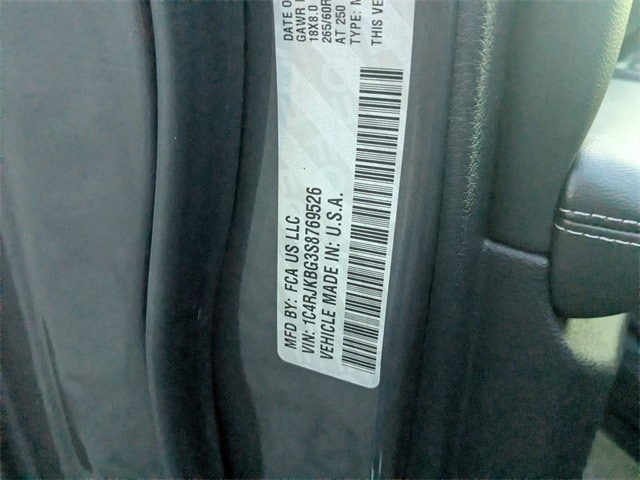 DATE O
GAWR
18X8.0
265/60R
AT 250
TYPE:
THIS VE
MFD BY: FCA US LLC
VIN: 1C4RJKBG3S8769526
VEHICLE MADE IN: U.S.A.